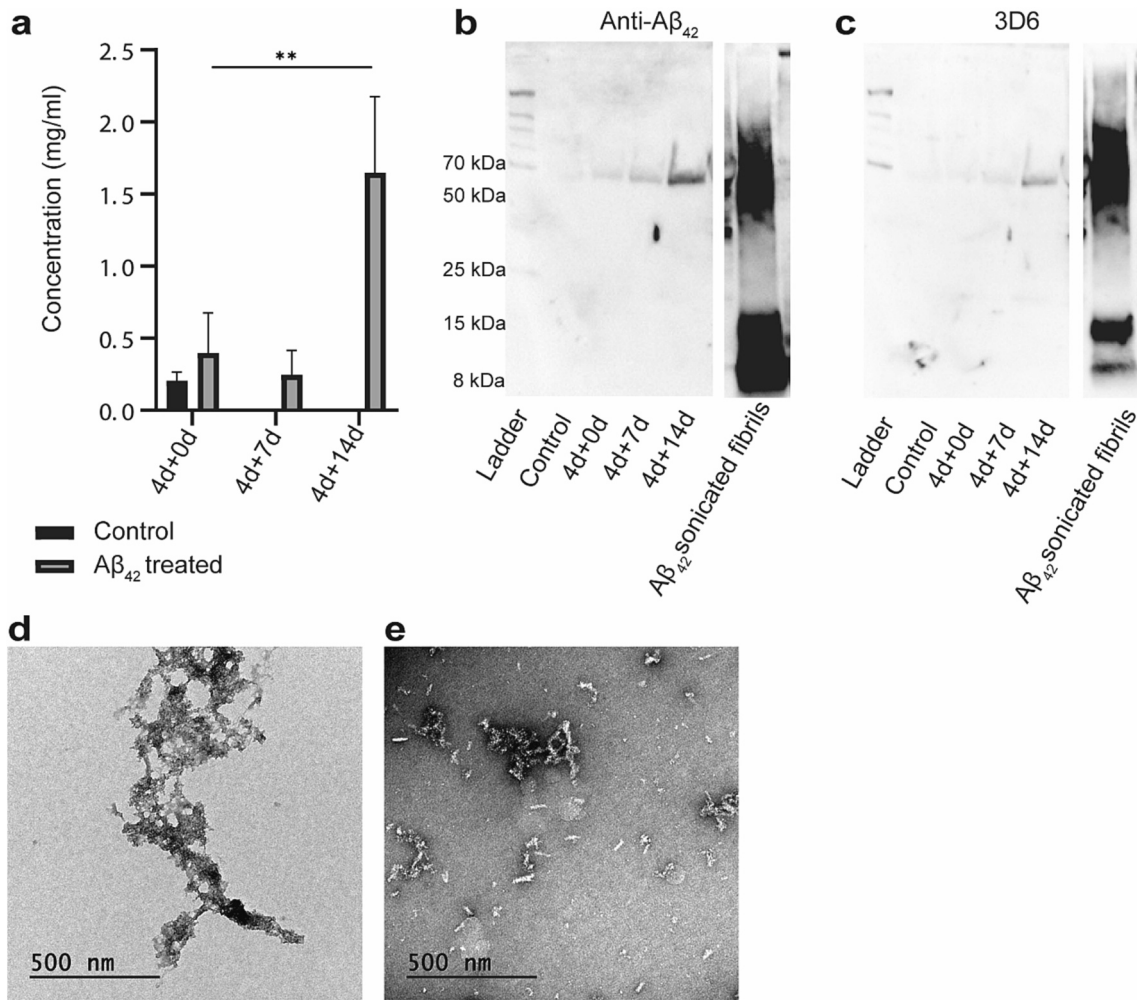 a
2.5
2.0
1.5
1.0
0.5
0.0
Concentration (mg/ml)
**
4d+0d
4d+7d
4d+14d
Control
Aβ₄₂ treated
b
Anti-Aβ₄₂
70 kDa
50 kDa
25 kDa
15 kDa
8 kDa
Ladder
Control
4d+0d
4d+7d
4d+14d
Aβ₄₂ sonicated fibrils
c
3D6
Ladder
Control
4d+0d
4d+7d
4d+14d
Aβ₄₂ sonicated fibrils
d
500 nm
e
500 nm